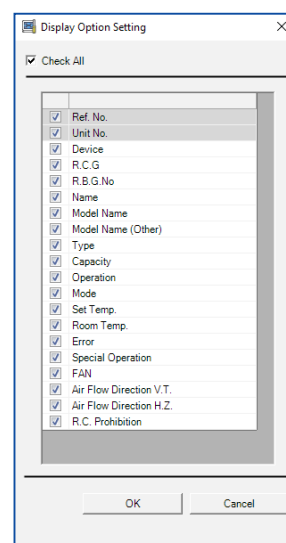 Display Option Setting
Check All
Ref. No.
Unit No.
Device
R.C.G
R.B.G.No
Name
Model Name
Model Name (Other)
Type
Capacity
Operation
Mode
Set Temp.
Room Temp.
Error
Special Operation
FAN
Air Flow Direction V.T.
Air Flow Direction H.Z.
R.C. Prohibition
OK Cancel